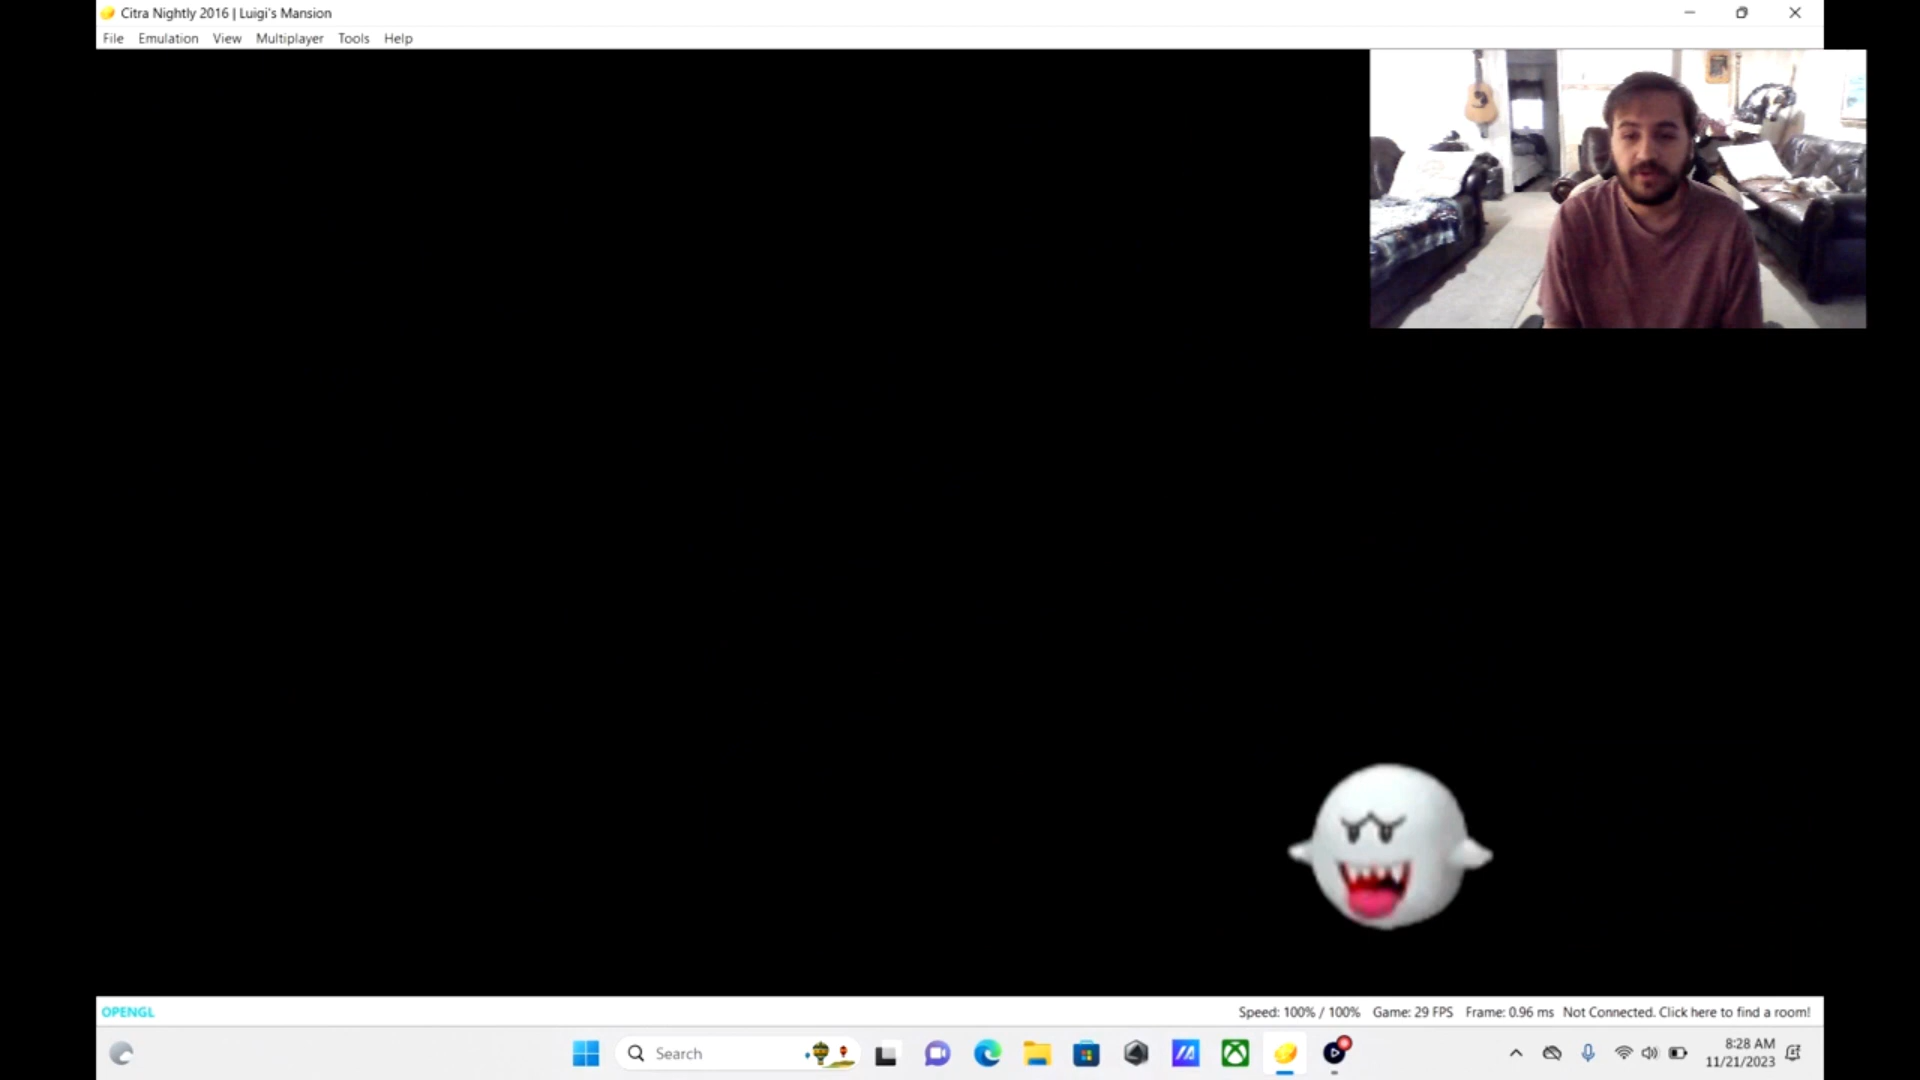 Citra Nightly 2016 | Luigi's Mansion
File Emulation View Multiplayer Tools Help
OPENGL
Speed: 100% / 100% Game: 29 FPS Frame: 0.96 ms Not Connected. Click here to find a room!
Search
8:28 AM
11/21/2023